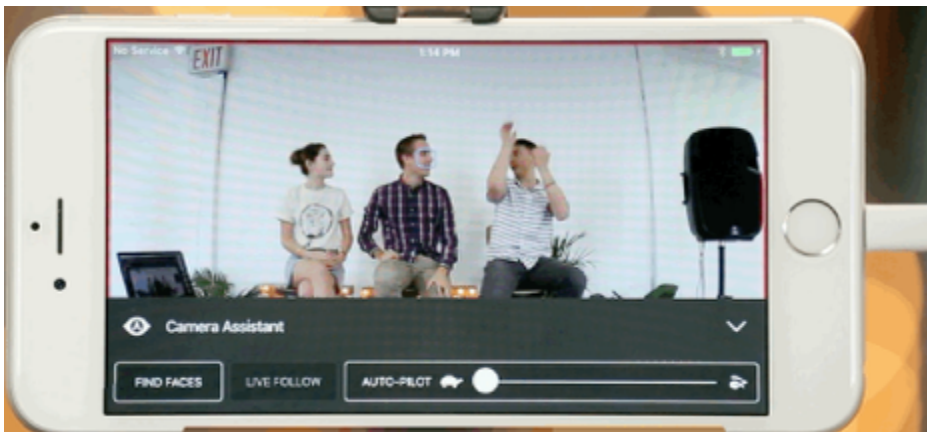 No Service
EXIT
1:14 PM
Camera Assistant
FIND FACES
LIVE FOLLOW
AUTO-PILOT